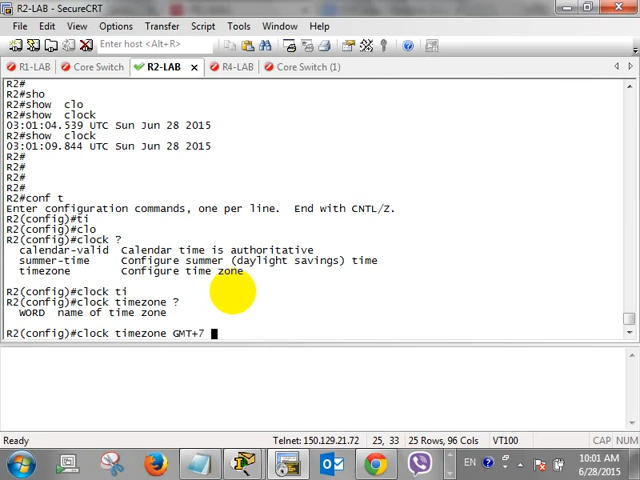 R2-LAB - SecureCRT
File Edit View Options Transfer Script Tools Window Help
Enter host <Alt+R>
R1-LAB Core Switch R2-LAB R4-LAB Core Switch (1)
R2#
R2#sho
R2#show  clo
R2#show  clock
03:01:04.539 UTC Sun Jun 28 2015
R2#show  clock
03:01:09.844 UTC Sun Jun 28 2015
R2#
R2#
R2#
R2#conf t
Enter configuration commands, one per line.  End with CNTL/Z.
R2(config)#ti
R2(config)#clo
R2(config)#clock ?
calendar-valid  Calendar time is authoritative
summer-time     Configure summer (daylight savings) time
timezone        Configure time zone
R2(config)#clock ti
R2(config)#clock timezone ?
WORD  name of time zone
R2(config)#clock timezone GMT+7
Ready Telnet: 150.129.21.72 25, 33 25 Rows, 96 Cols VT100 CAP NUM
EN 10:01 AM
6/28/2015